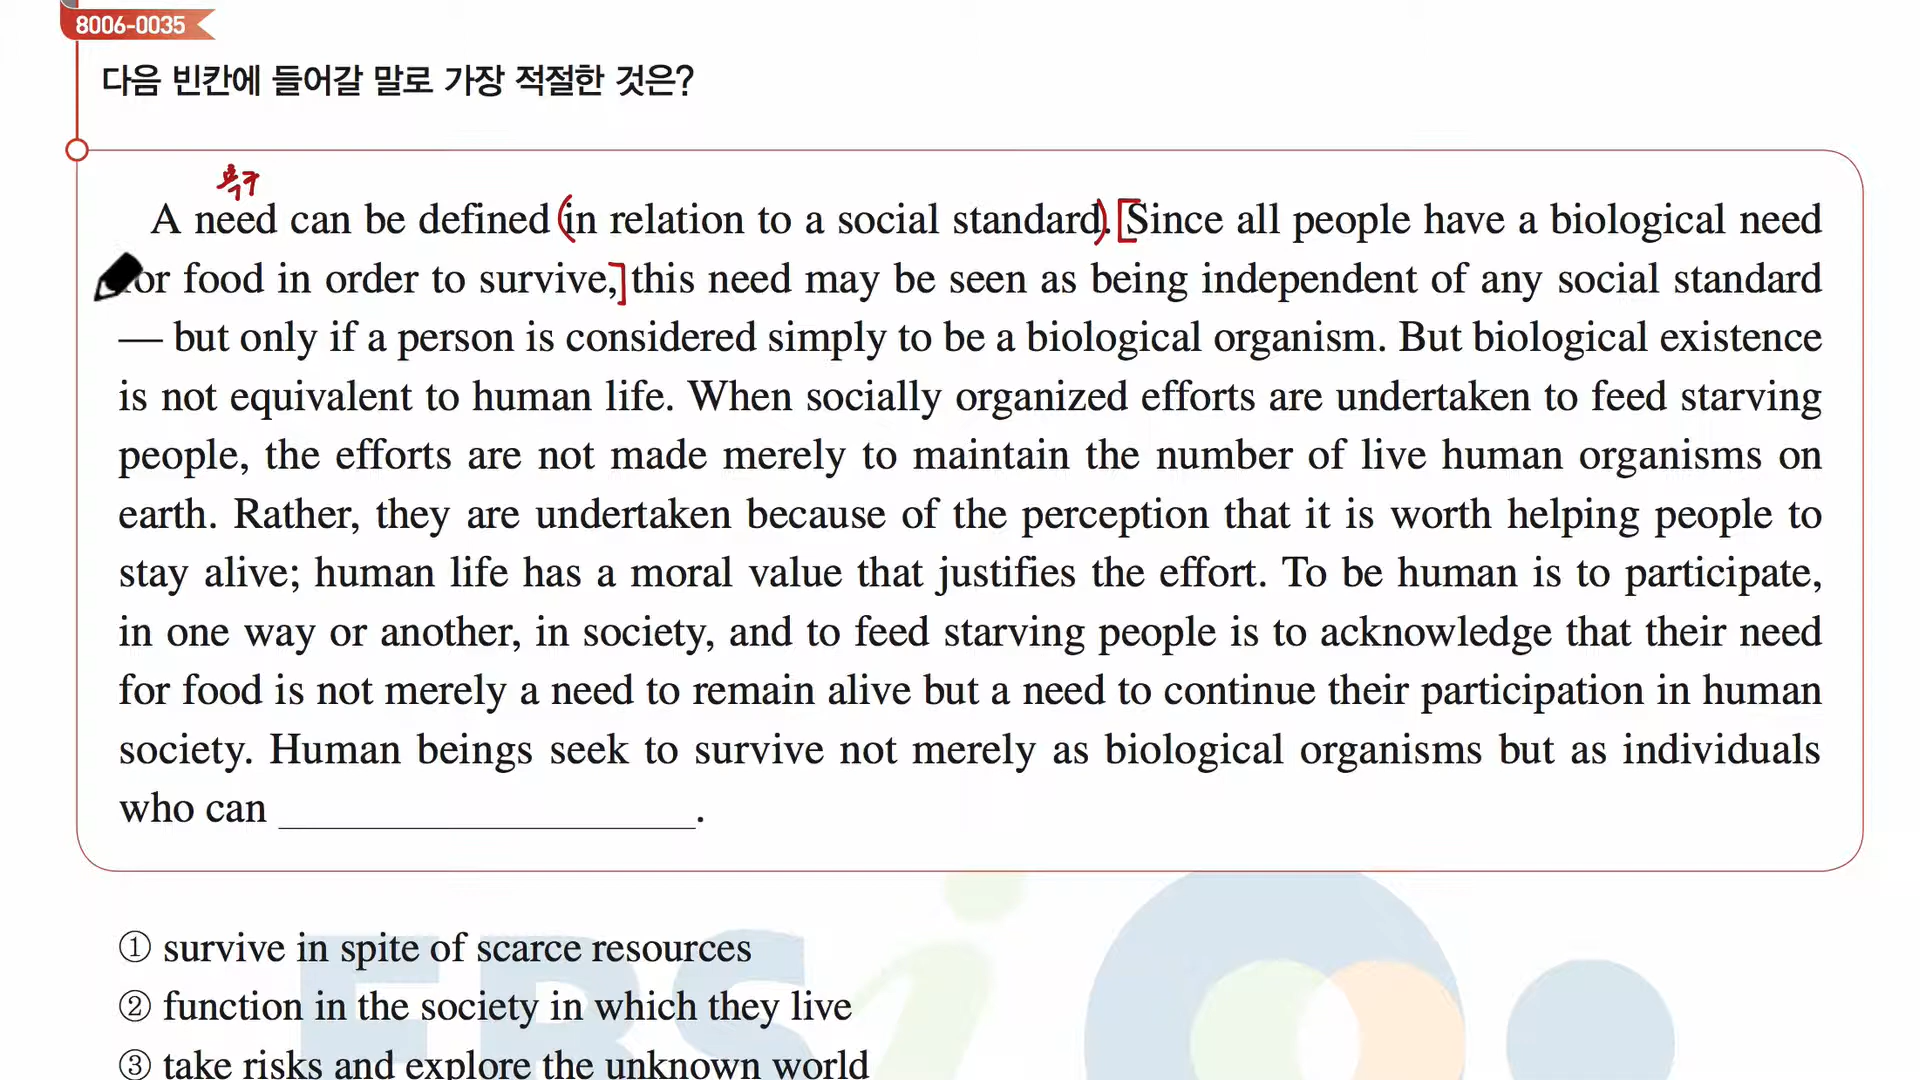 8006-0035
다음 빈칸에 들어갈 말로 가장 적절한 것은?
욕구
A need can be defined (in relation to a social standard). [Since all people have a biological need
or food in order to survive,] this need may be seen as being independent of any social standard
— but only if a person is considered simply to be a biological organism. But biological existence
is not equivalent to human life. When socially organized efforts are undertaken to feed starving
people, the efforts are not made merely to maintain the number of live human organisms on
earth. Rather, they are undertaken because of the perception that it is worth helping people to
stay alive; human life has a moral value that justifies the effort. To be human is to participate,
in one way or another, in society, and to feed starving people is to acknowledge that their need
for food is not merely a need to remain alive but a need to continue their participation in human
society. Human beings seek to survive not merely as biological organisms but as individuals
who can ____________________.
① survive in spite of scarce resources
② function in the society in which they live
③ take risks and explore the unknown world
EBSi